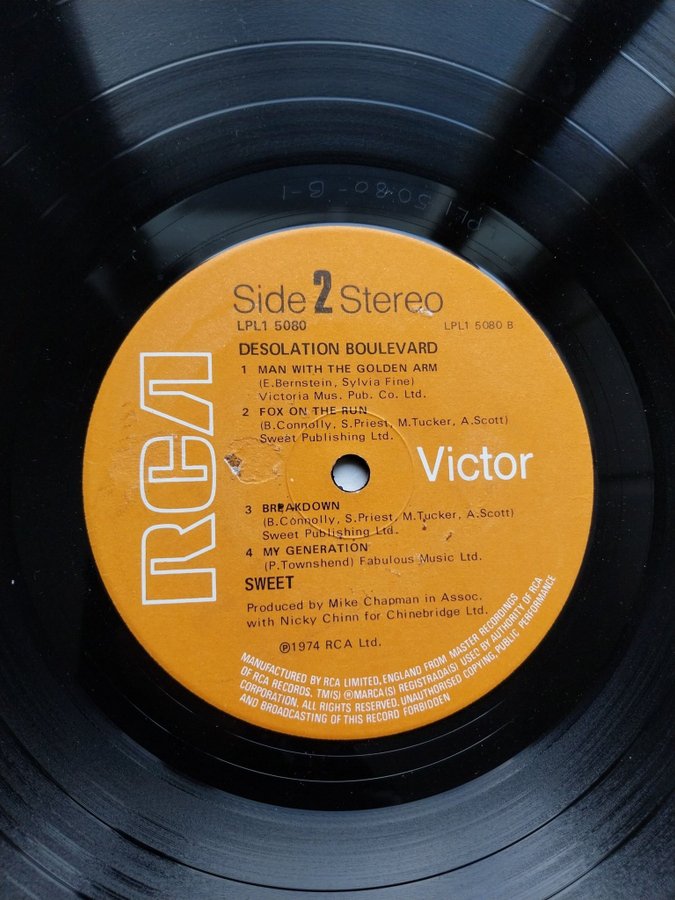 LPL1 5080-B-1
Side 2 Stereo
LPL1 5080
LPL1 5080 B
DESOLATION BOULEVARD
1 MAN WITH THE GOLDEN ARM
(E.Bernstein, Sylvia Fine)
Victoria Mus. Pub. Co. Ltd.
2 FOX ON THE RUN
(B.Connolly, S.Priest, M.Tucker, A.Scott)
Sweet Publishing Ltd.
RCA
Victor
3 BREAKDOWN
(B.Connolly, S.Priest, M.Tucker, A.Scott)
Sweet Publishing Ltd.
4 MY GENERATION
(P.Townshend) Fabulous Music Ltd.
SWEET
Produced by Mike Chapman in Assoc.
with Nicky Chinn for Chinebridge Ltd.
℗1974 RCA Ltd.
MANUFACTURED BY RCA LIMITED, ENGLAND FROM MASTER RECORDINGS
OF RCA RECORDS. TM(S) ® MARCA(S) REGISTRADA(S) USED BY AUTHORITY OF RCA
CORPORATION. ALL RIGHTS RESERVED. UNAUTHORISED COPYING, PUBLIC PERFORMANCE
AND BROADCASTING OF THIS RECORD FORBIDDEN